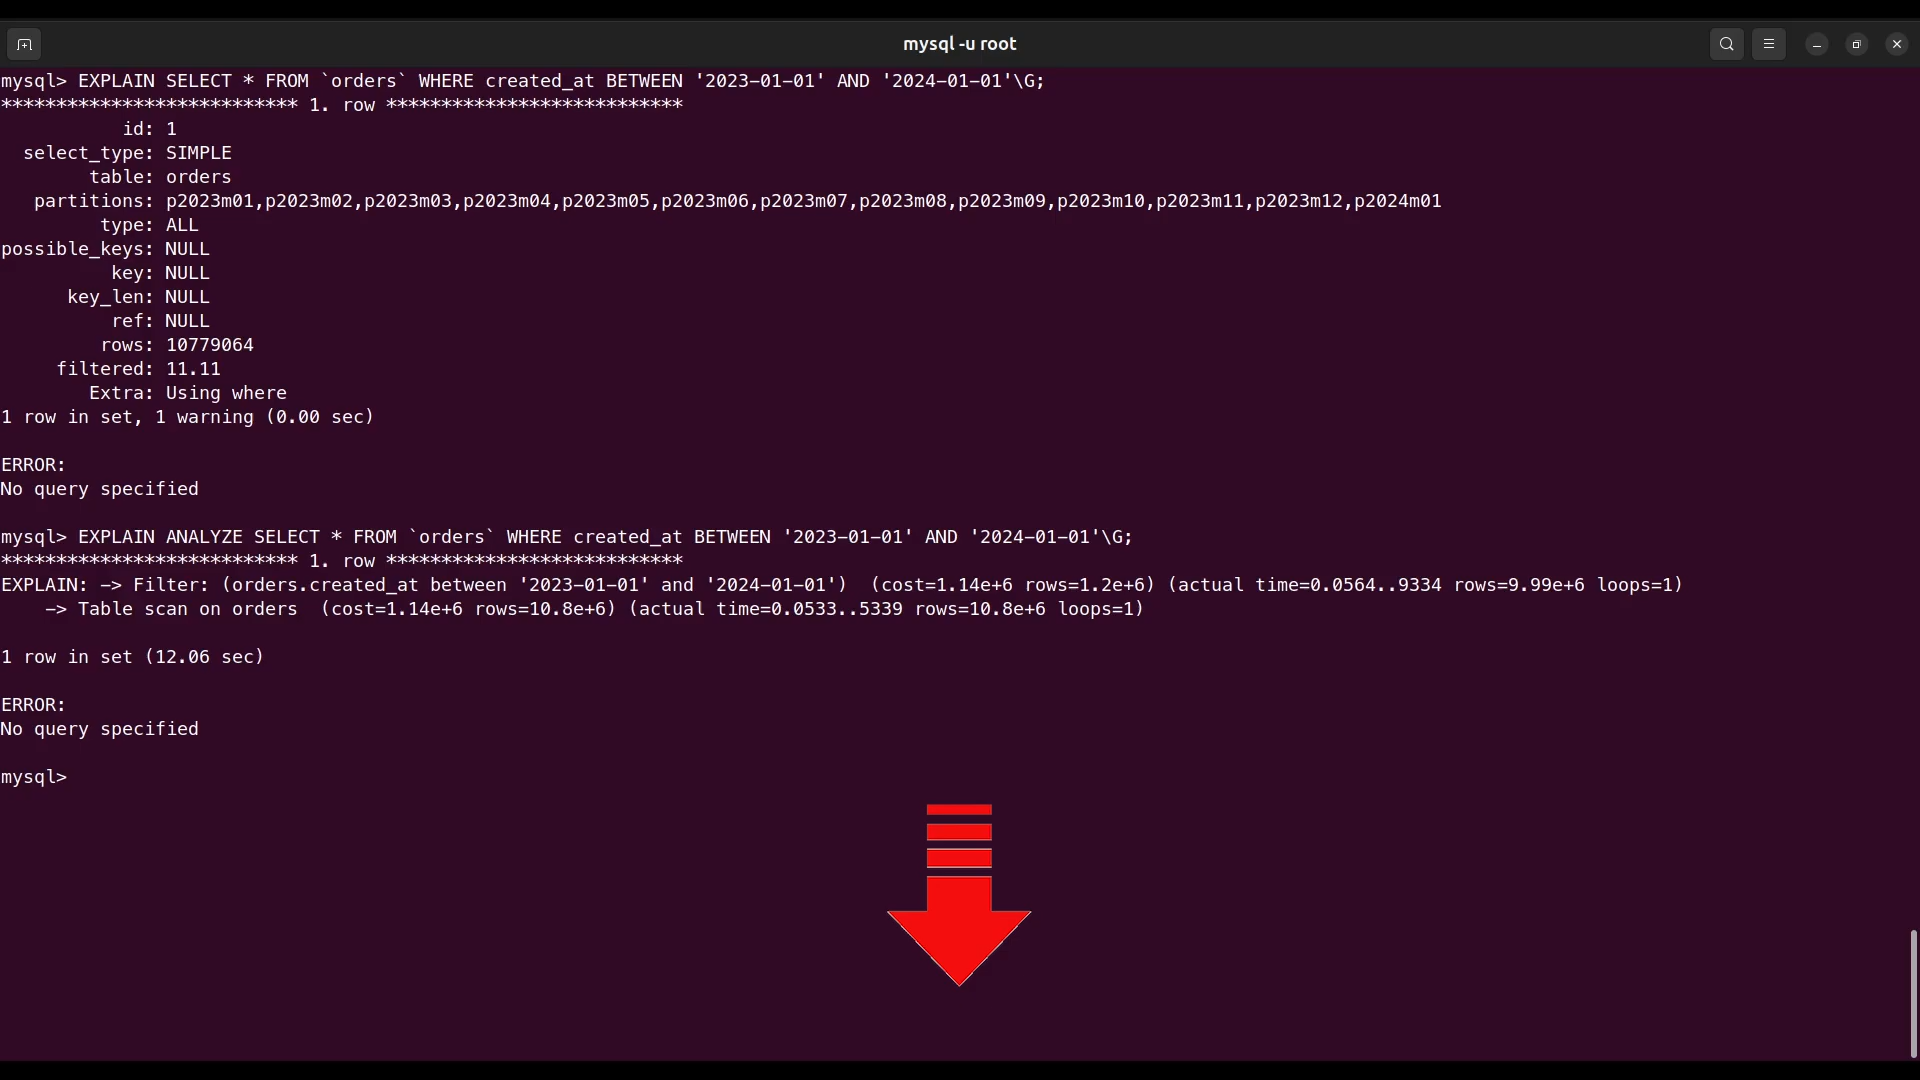 mysql -u root
mysql> EXPLAIN SELECT * FROM `orders` WHERE created_at BETWEEN '2023-01-01' AND '2024-01-01'\G;
*************************** 1. row ***************************
id: 1
select_type: SIMPLE
table: orders
partitions: p2023m01,p2023m02,p2023m03,p2023m04,p2023m05,p2023m06,p2023m07,p2023m08,p2023m09,p2023m10,p2023m11,p2023m12,p2024m01
type: ALL
possible_keys: NULL
key: NULL
key_len: NULL
ref: NULL
rows: 10779064
filtered: 11.11
Extra: Using where
1 row in set, 1 warning (0.00 sec)
ERROR:
No query specified
mysql> EXPLAIN ANALYZE SELECT * FROM `orders` WHERE created_at BETWEEN '2023-01-01' AND '2024-01-01'\G;
*************************** 1. row ***************************
EXPLAIN: -> Filter: (orders.created_at between '2023-01-01' and '2024-01-01')  (cost=1.14e+6 rows=1.2e+6) (actual time=0.0564..9334 rows=9.99e+6 loops=1)
-> Table scan on orders  (cost=1.14e+6 rows=10.8e+6) (actual time=0.0533..5339 rows=10.8e+6 loops=1)
1 row in set (12.06 sec)
ERROR:
No query specified
mysql>